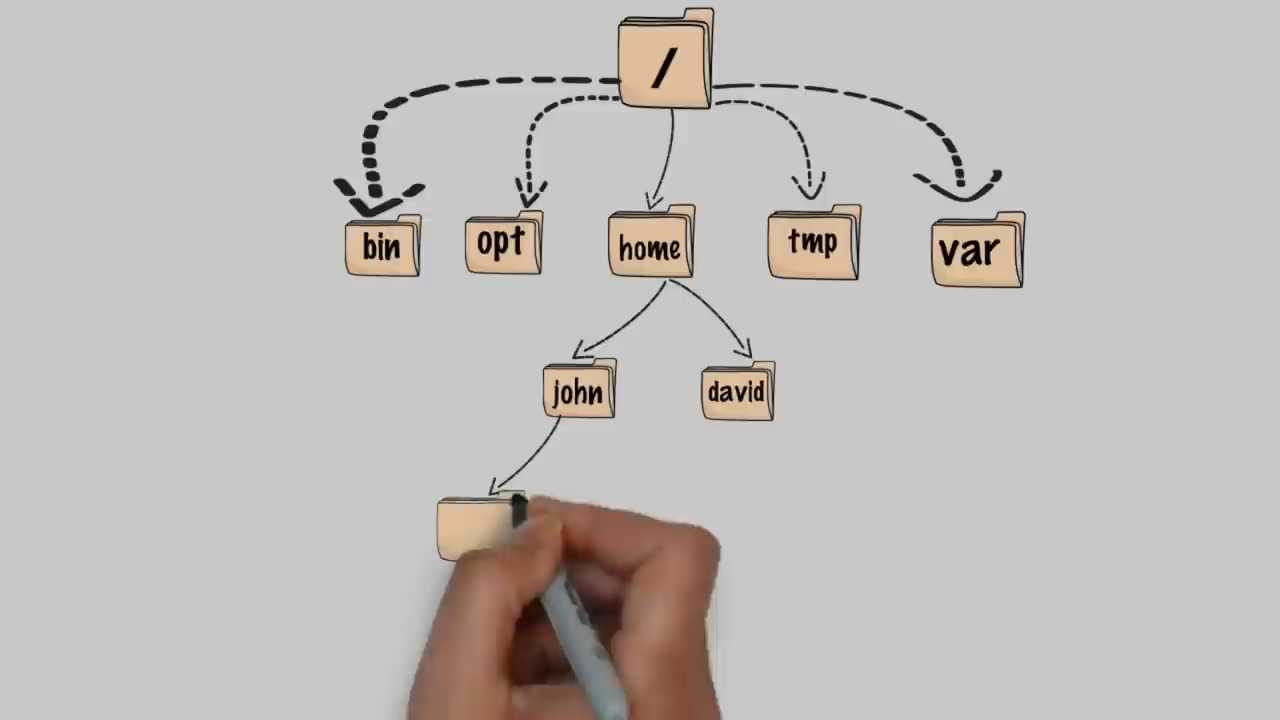 /
bin
opt
home
tmp
var
john
david